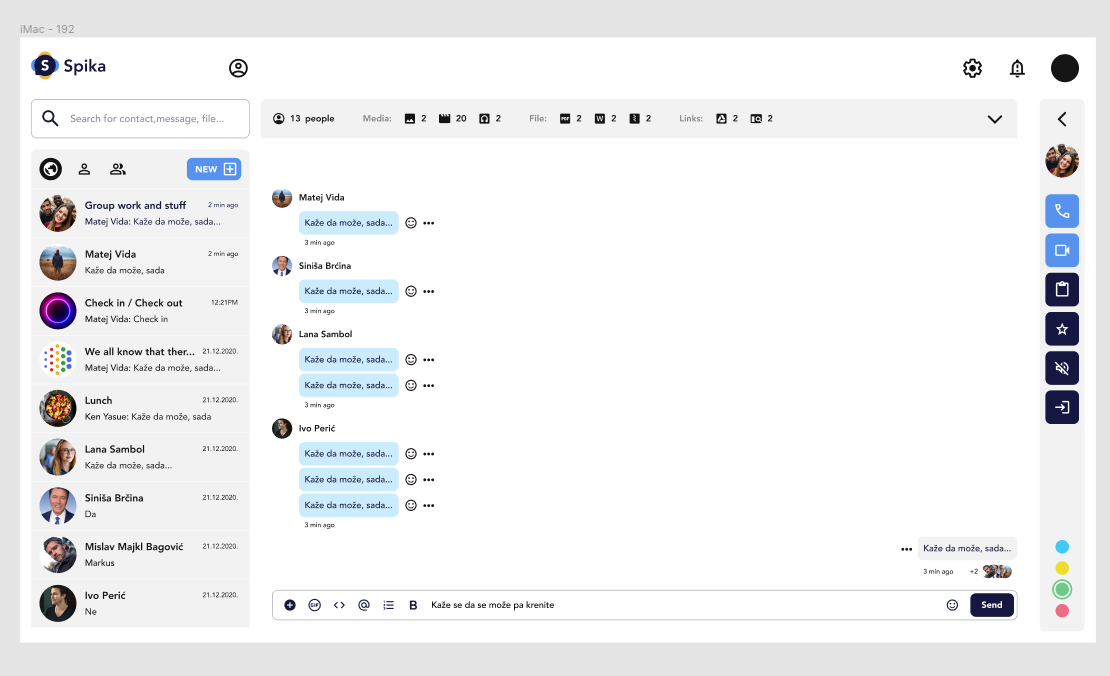 iMac - 192
S Spika
Search for contact,message, file...
13 people Media: 2 20 2 File: PDF 2 W 2 2 Links: 2 2
NEW
Group work and stuff 2 min ago
Matej Vida: Kaže da može, sada...
Matej Vida 2 min ago
Kaže da može, sada
Check in / Check out 12:21PM
Matej Vida: Check in
We all know that ther... 21.12.2020.
Matej Vida: Kaže da može, sada...
Lunch 21.12.2020.
Ken Yasue: Kaže da može, sada
Lana Sambol 21.12.2020.
Kaže da može, sada...
Siniša Brčina 21.12.2020.
Da
Mislav Majkl Bagović 21.12.2020.
Markus
Ivo Perić 21.12.2020.
Ne
Matej Vida
Kaže da može, sada...
3 min ago
Siniša Brćina
Kaže da može, sada...
3 min ago
Lana Sambol
Kaže da može, sada...
Kaže da može, sada...
3 min ago
Ivo Perić
Kaže da može, sada...
Kaže da može, sada...
Kaže da može, sada...
3 min ago
Kaže da može, sada...
3 min ago +2
GIF <> @ B Kaže se da se može pa krenite Send